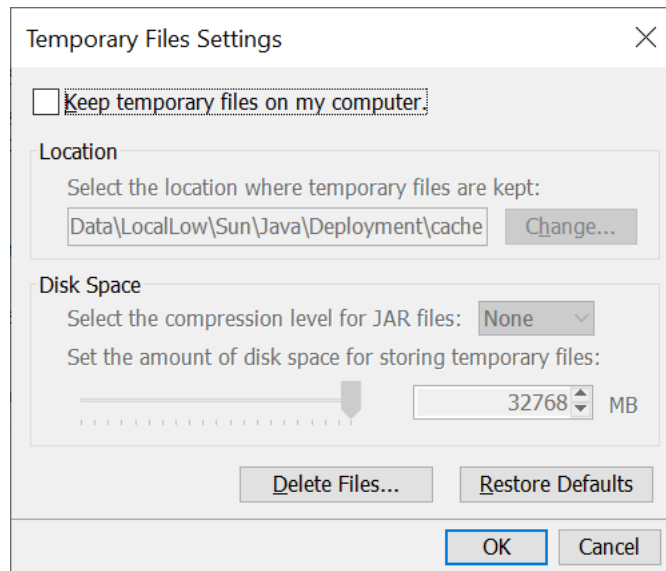 Temporary Files Settings
Keep temporary files on my computer.
Location
Select the location where temporary files are kept:
Data\LocalLow\Sun\Java\Deployment\cache
Change...
Disk Space
Select the compression level for JAR files:
None
Set the amount of disk space for storing temporary files:
32768
MB
Delete Files...
Restore Defaults
OK
Cancel